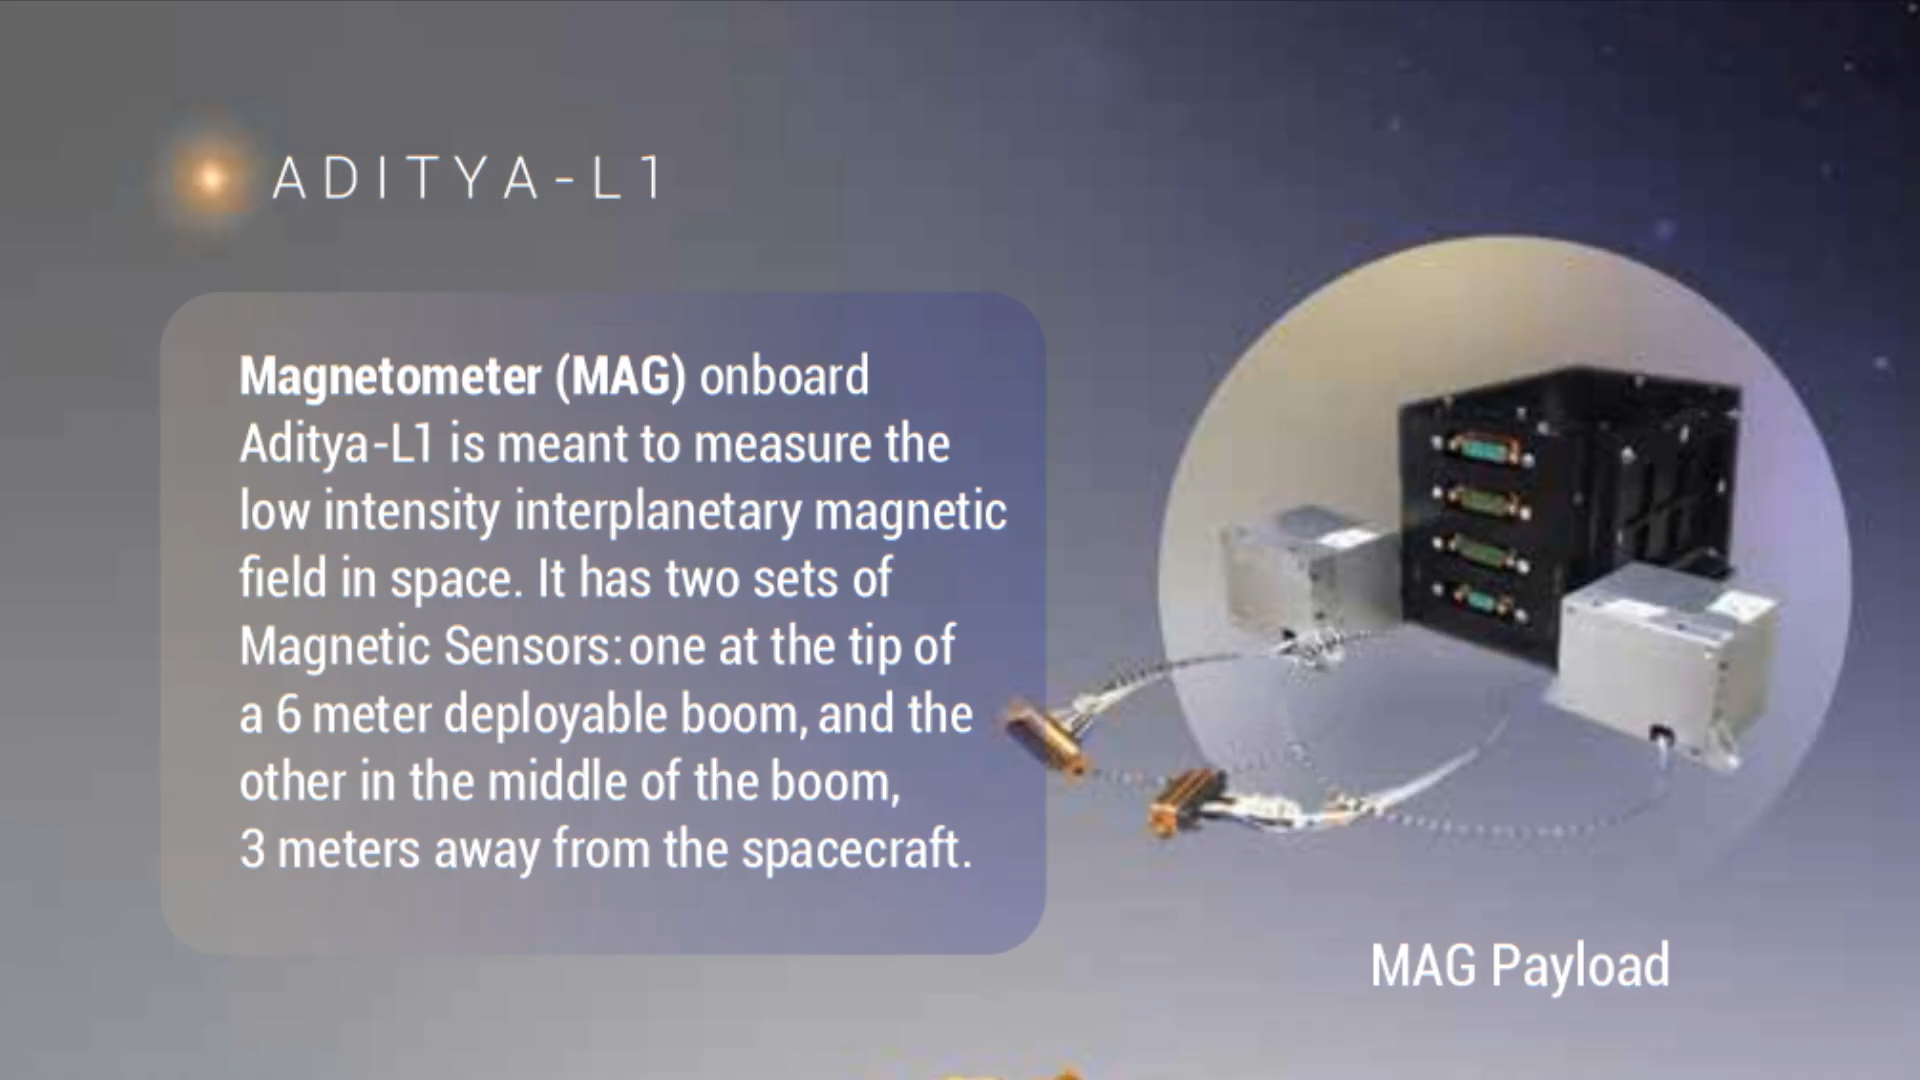 ADITYA-L1
Magnetometer (MAG) onboard
Aditya-L1 is meant to measure the
low intensity interplanetary magnetic
field in space. It has two sets of
Magnetic Sensors: one at the tip of
a 6 meter deployable boom, and the
other in the middle of the boom,
3 meters away from the spacecraft.
MAG Payload